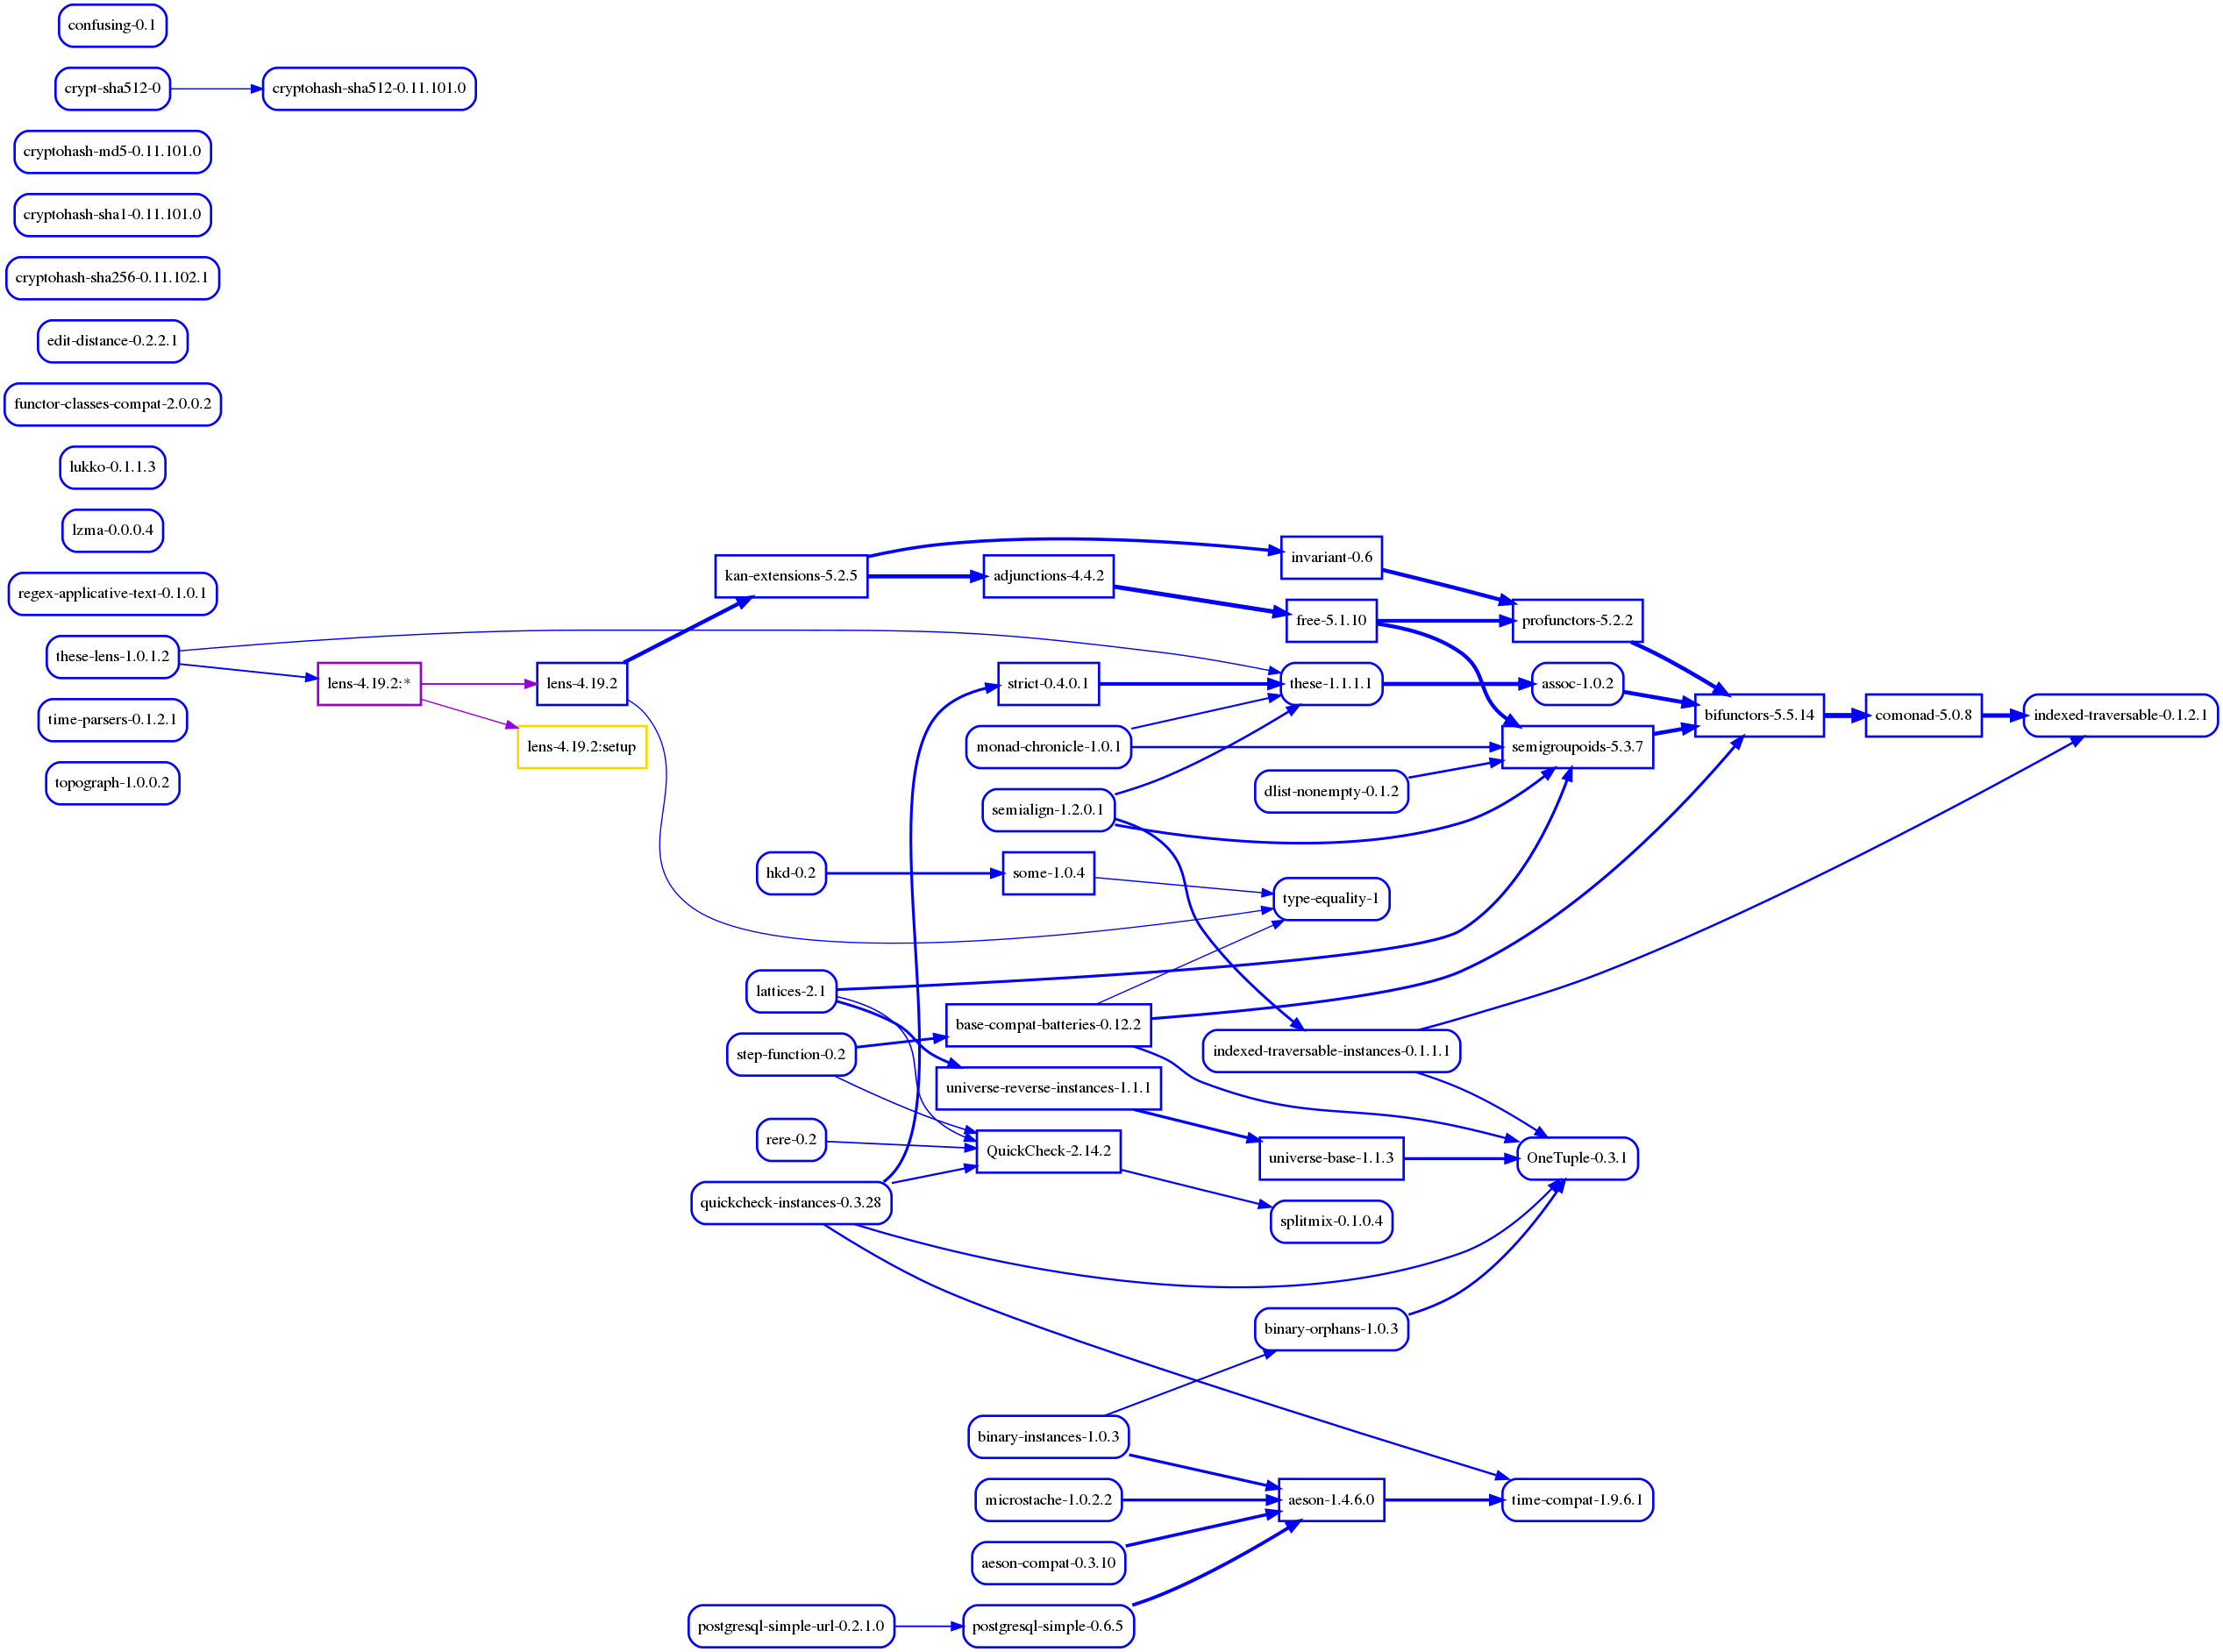 confusing-0.1
crypt-sha512-0
cryptohash-sha512-0.11.101.0
cryptohash-md5-0.11.101.0
cryptohash-sha1-0.11.101.0
cryptohash-sha256-0.11.102.1
edit-distance-0.2.2.1
functor-classes-compat-2.0.0.2
lukko-0.1.1.3
lzma-0.0.0.4
regex-applicative-text-0.1.0.1
these-lens-1.0.1.2
time-parsers-0.1.2.1
topograph-1.0.0.2
lens-4.19.2:*
lens-4.19.2
lens-4.19.2:setup
kan-extensions-5.2.5
adjunctions-4.4.2
invariant-0.6
free-5.1.10
profunctors-5.2.2
strict-0.4.0.1
these-1.1.1.1
assoc-1.0.2
bifunctors-5.5.14
comonad-5.0.8
indexed-traversable-0.1.2.1
monad-chronicle-1.0.1
semigroupoids-5.3.7
dlist-nonempty-0.1.2
semialign-1.2.0.1
hkd-0.2
some-1.0.4
type-equality-1
lattices-2.1
base-compat-batteries-0.12.2
step-function-0.2
indexed-traversable-instances-0.1.1.1
universe-reverse-instances-1.1.1
rere-0.2
QuickCheck-2.14.2
universe-base-1.1.3
OneTuple-0.3.1
quickcheck-instances-0.3.28
splitmix-0.1.0.4
binary-orphans-1.0.3
binary-instances-1.0.3
microstache-1.0.2.2
aeson-1.4.6.0
time-compat-1.9.6.1
aeson-compat-0.3.10
postgresql-simple-url-0.2.1.0
postgresql-simple-0.6.5